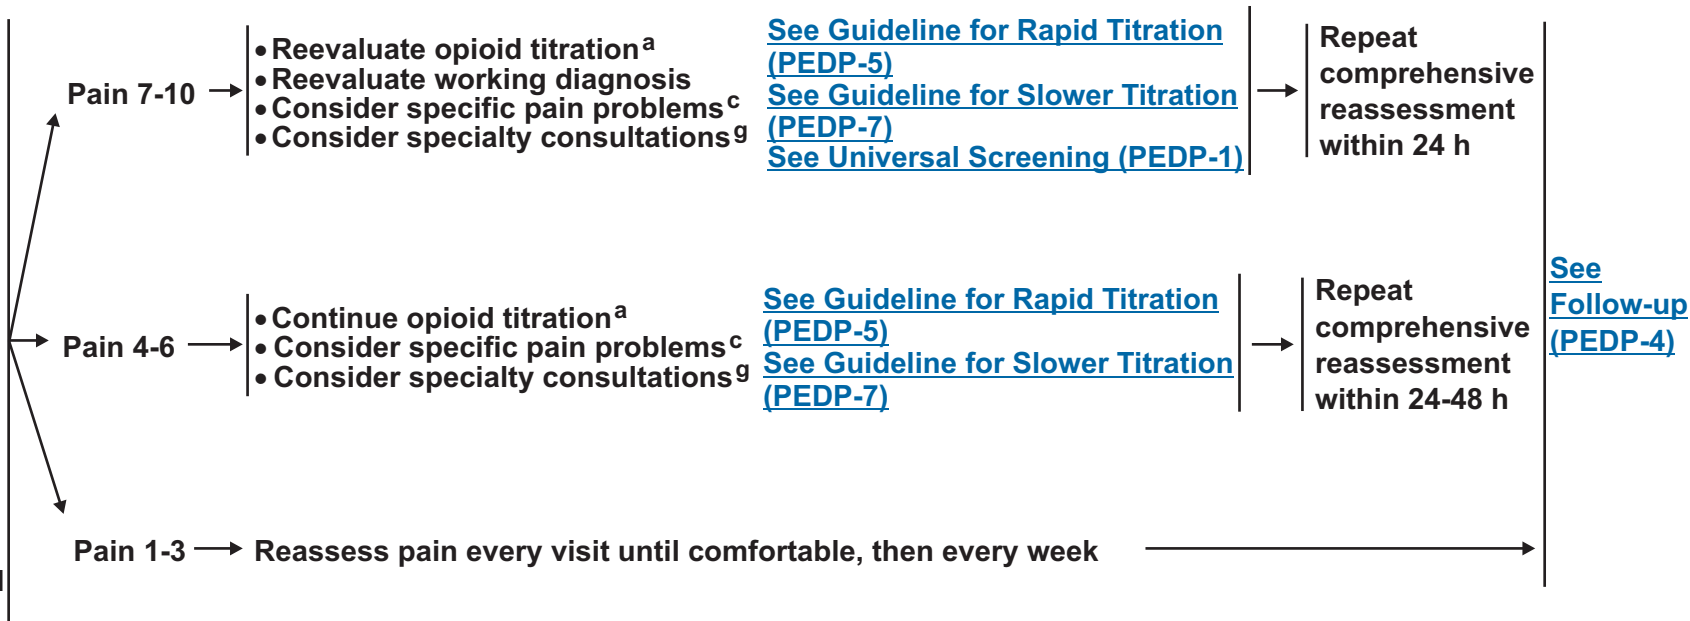 Pain 7-10
• Reevaluate opioid titrationᵃ
• Reevaluate working diagnosis
• Consider specific pain problemsᶜ
• Consider specialty consultationsᵍ
See Guideline for Rapid Titration
(PEDP-5)
See Guideline for Slower Titration
(PEDP-7)
See Universal Screening (PEDP-1)
Repeat
comprehensive
reassessment
within 24 h
Pain 4-6
• Continue opioid titrationᵃ
• Consider specific pain problemsᶜ
• Consider specialty consultationsᵍ
See Guideline for Rapid Titration
(PEDP-5)
See Guideline for Slower Titration
(PEDP-7)
Repeat
comprehensive
reassessment
within 24-48 h
Pain 1-3
Reassess pain every visit until comfortable, then every week
See
Follow-up
(PEDP-4)